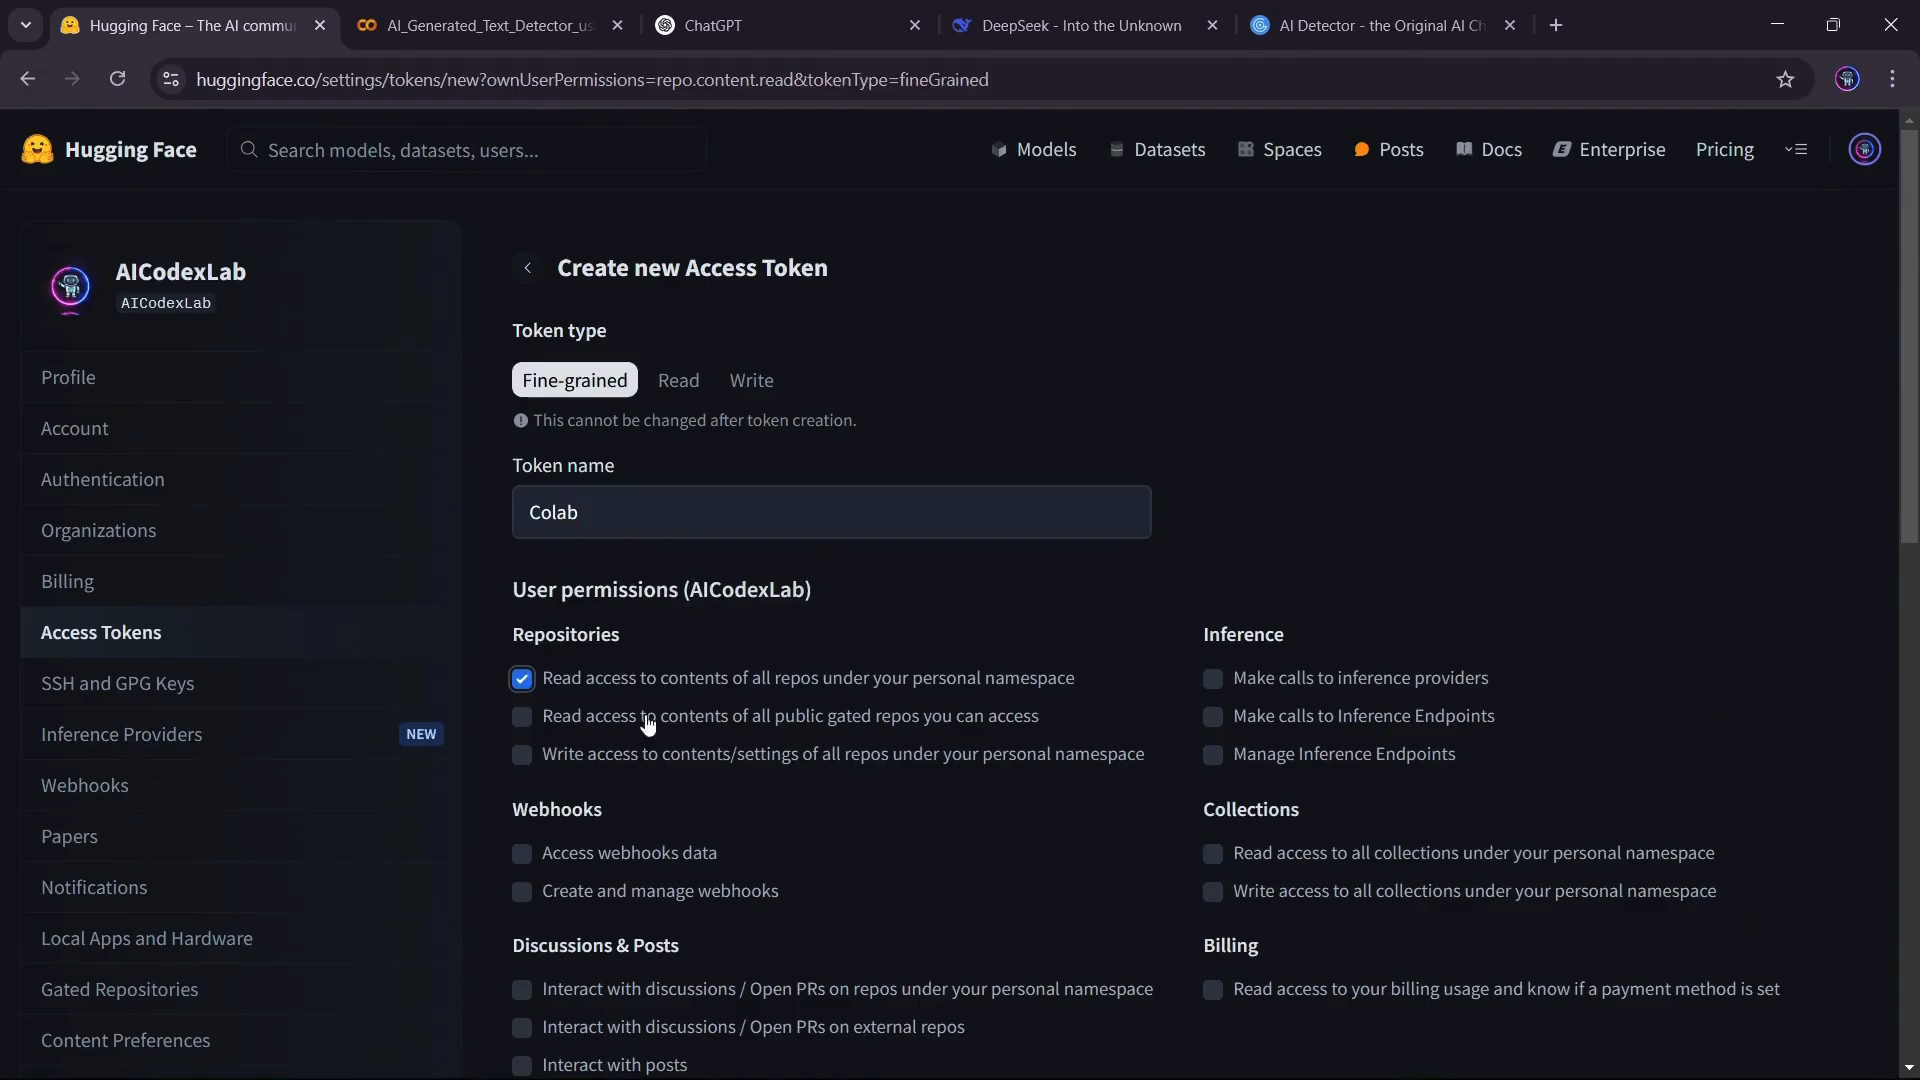 Hugging Face – The AI commu
AI_Generated_Text_Detector_us
ChatGPT
DeepSeek - Into the Unknown
AI Detector - the Original AI Ch
huggingface.co/settings/tokens/new?ownUserPermissions=repo.content.read&tokenType=fineGrained
Hugging Face
Search models, datasets, users...
Models
Datasets
Spaces
Posts
Docs
Enterprise
Pricing
AICodexLab
AICodexLab
Profile
Account
Authentication
Organizations
Billing
Access Tokens
SSH and GPG Keys
Inference Providers
NEW
Webhooks
Papers
Notifications
Local Apps and Hardware
Gated Repositories
Content Preferences
Create new Access Token
Token type
Fine-grained
Read
Write
This cannot be changed after token creation.
Token name
Colab
User permissions (AICodexLab)
Repositories
Read access to contents of all repos under your personal namespace
Read access to contents of all public gated repos you can access
Write access to contents/settings of all repos under your personal namespace
Webhooks
Access webhooks data
Create and manage webhooks
Discussions & Posts
Interact with discussions / Open PRs on repos under your personal namespace
Interact with discussions / Open PRs on external repos
Interact with posts
Inference
Make calls to inference providers
Make calls to Inference Endpoints
Manage Inference Endpoints
Collections
Read access to all collections under your personal namespace
Write access to all collections under your personal namespace
Billing
Read access to your billing usage and know if a payment method is set